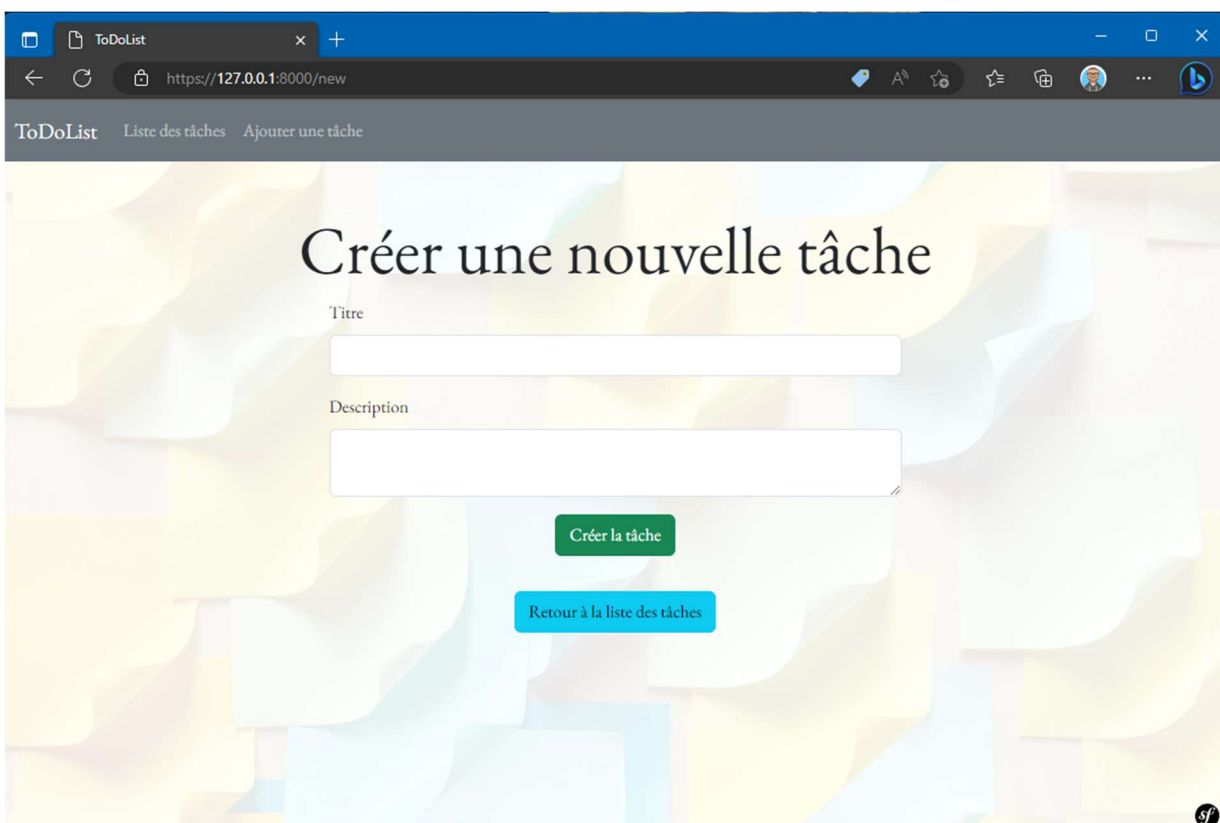 ToDoList
https://127.0.0.1:8000/new
ToDoList Liste des tâches Ajouter une tâche
Créer une nouvelle tâche
Titre
Description
Créer la tâche
Retour à la liste des tâches
sf